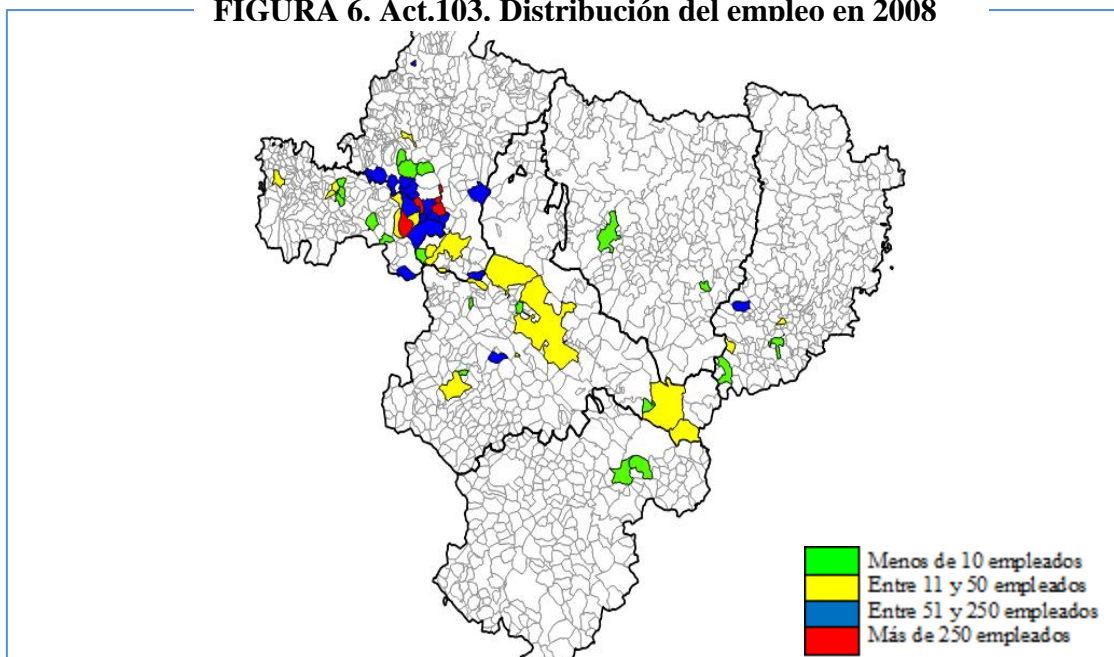 FIGURA 6. Act.103. Distribución del empleo en 2008
Menos de 10 empleados
Entre 11 y 50 empleados
Entre 51 y 250 empleados
Más de 250 empleados